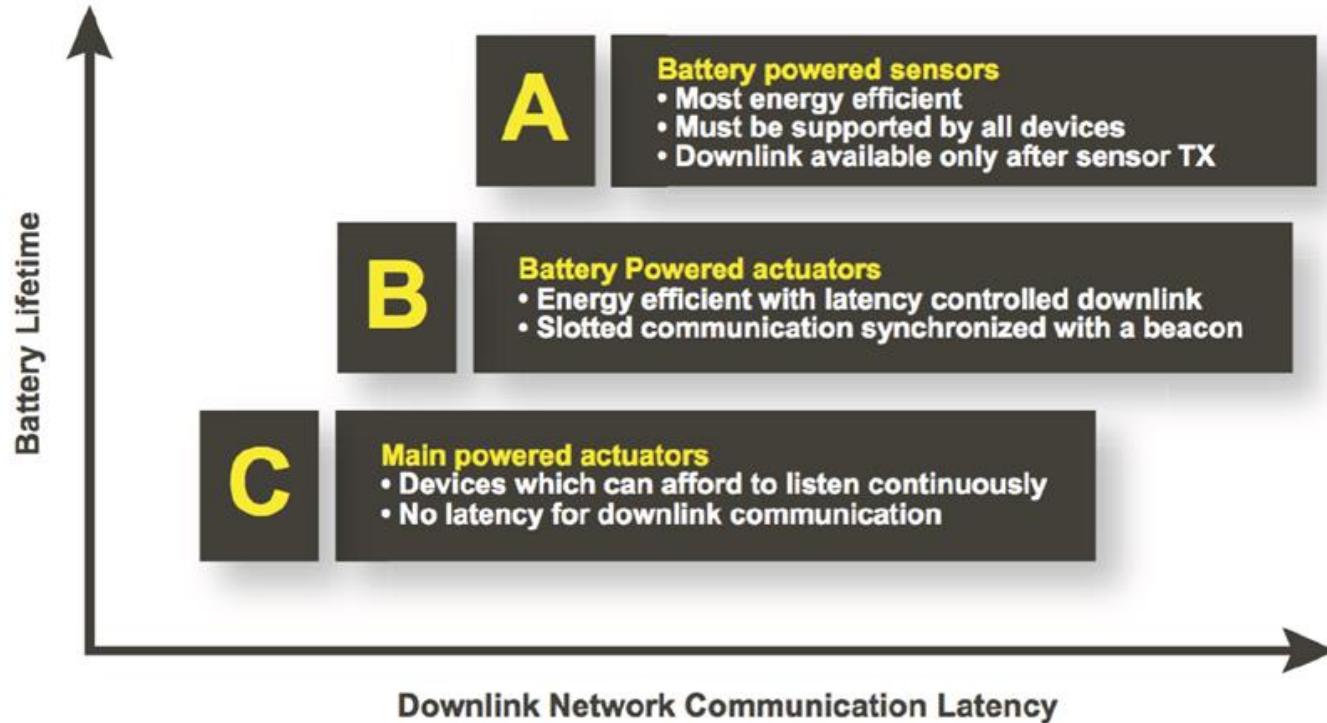 Battery Lifetime
A
Battery powered sensors
• Most energy efficient
• Must be supported by all devices
• Downlink available only after sensor TX
B
Battery Powered actuators
• Energy efficient with latency controlled downlink
• Slotted communication synchronized with a beacon
C
Main powered actuators
• Devices which can afford to listen continuously
• No latency for downlink communication
Downlink Network Communication Latency